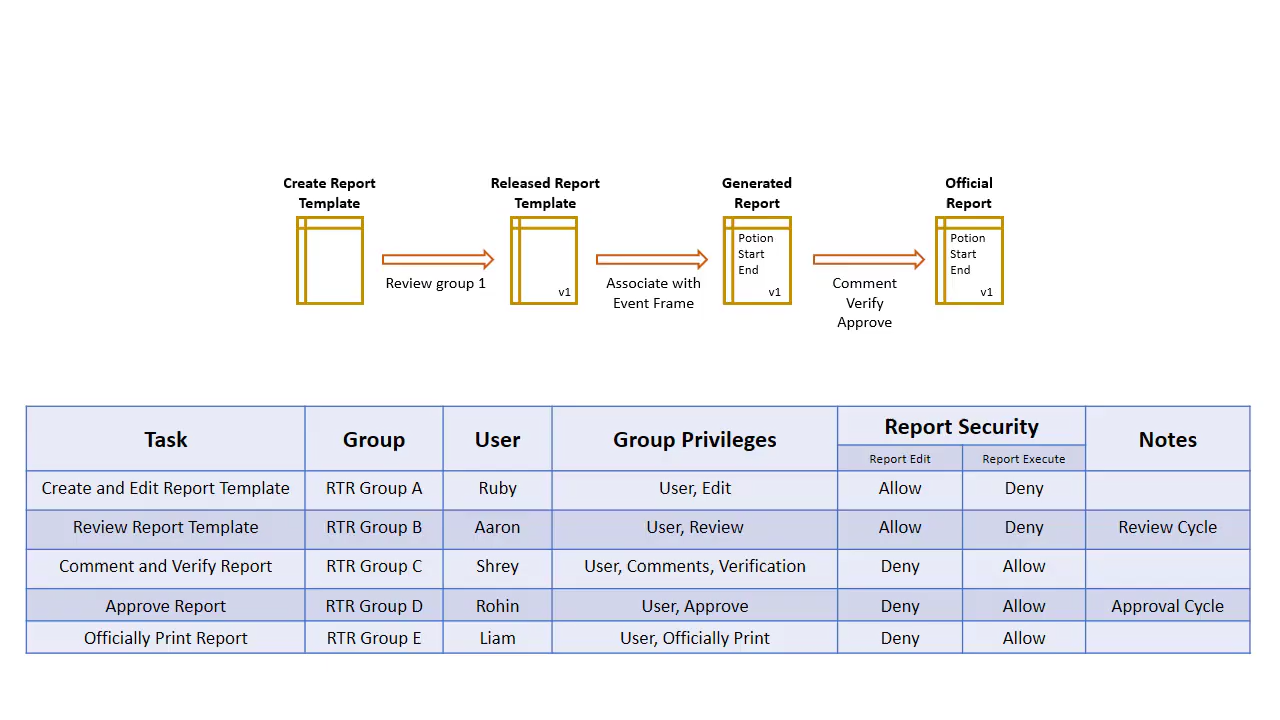 Create Report
Template
Released Report
Template
Generated
Report
Official
Report
v1
Potion
Start
End
v1
Potion
Start
End
v1
Review group 1
Associate with
Event Frame
Comment
Verify
Approve
Task Group User Group Privileges Report Security Notes
Report Edit Report Execute
Create and Edit Report Template RTR Group A Ruby User, Edit Allow Deny
Review Report Template RTR Group B Aaron User, Review Allow Deny Review Cycle
Comment and Verify Report RTR Group C Shrey User, Comments, Verification Deny Allow
Approve Report RTR Group D Rohin User, Approve Deny Allow Approval Cycle
Officially Print Report RTR Group E Liam User, Officially Print Deny Allow